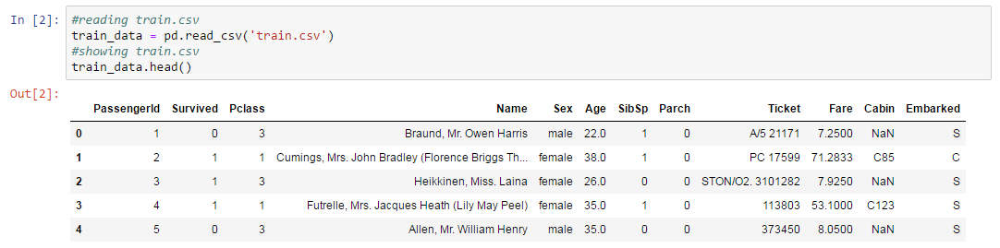 In [2]: #reading train.csv
train_data = pd.read_csv('train.csv')
#showing train.csv
train_data.head()
Out[2]:
PassengerId Survived Pclass Name Sex Age SibSp Parch Ticket Fare Cabin Embarked
0 1 0 3 Braund, Mr. Owen Harris male 22.0 1 0 A/5 21171 7.2500 NaN S
1 2 1 1 Cumings, Mrs. John Bradley (Florence Briggs Th... female 38.0 1 0 PC 17599 71.2833 C85 C
2 3 1 3 Heikkinen, Miss. Laina female 26.0 0 0 STON/O2. 3101282 7.9250 NaN S
3 4 1 1 Futrelle, Mrs. Jacques Heath (Lily May Peel) female 35.0 1 0 113803 53.1000 C123 S
4 5 0 3 Allen, Mr. William Henry male 35.0 0 0 373450 8.0500 NaN S